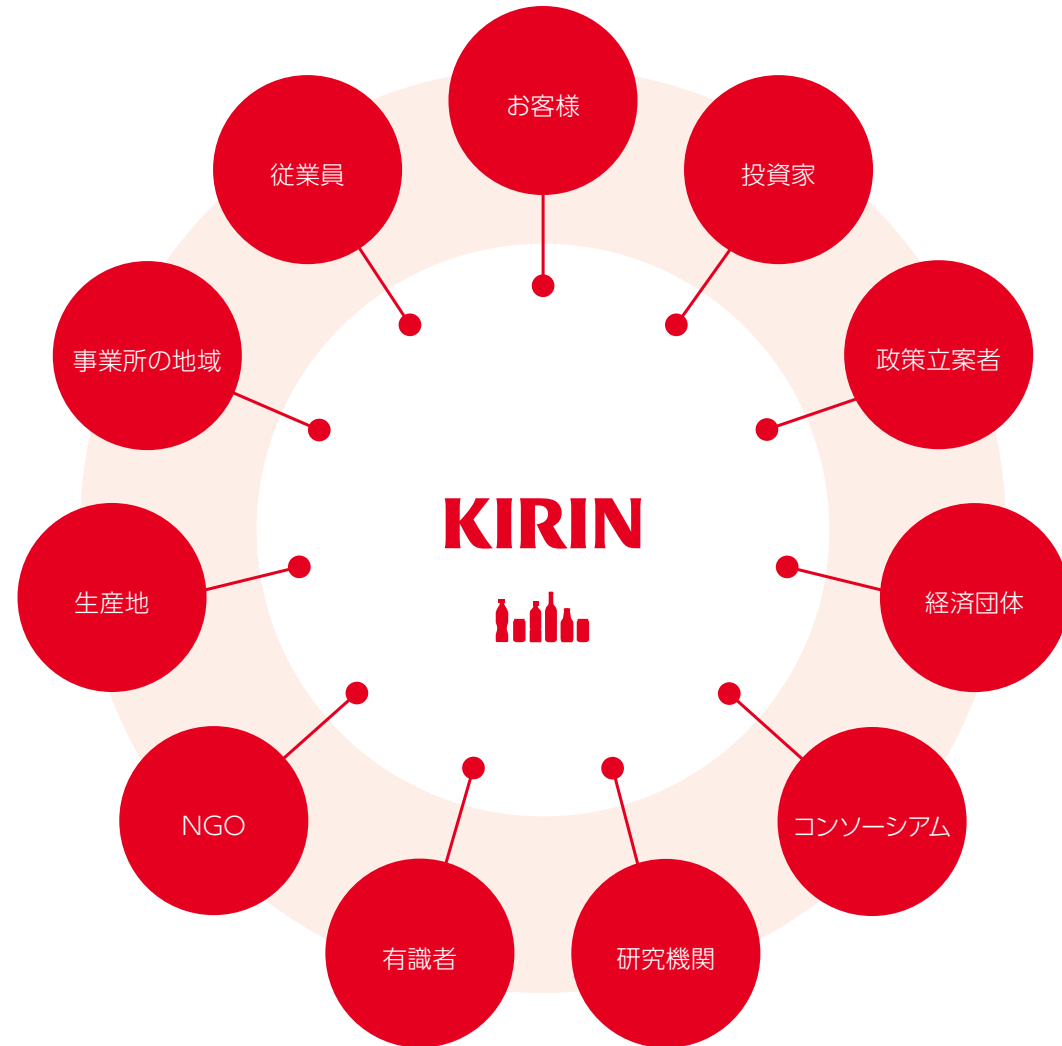 お客様
投資家
政策立案者
経済団体
コンソーシアム
研究機関
有識者
NGO
生産地
事業所の地域
従業員
KIRIN